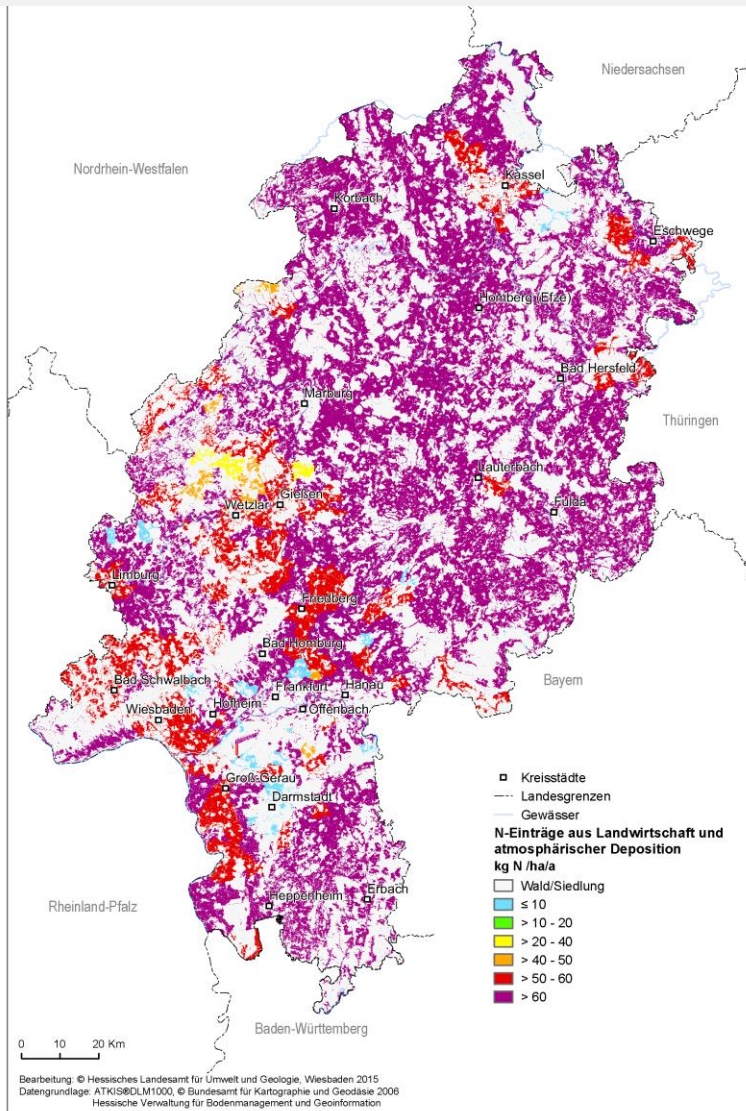 Niedersachsen
Nordrhein-Westfalen
Kassel
Korbach
Eschwege
Homberg (Efze)
Bad Hersfeld
Marburg
Thüringen
Lauterbach
Gießen
Wetzlar
Fulda
Limburg
Friedberg
Bad Homburg
Bayern
Bad Schwalbach
Frankfurt
Hanau
Wiesbaden
Hofheim
Offenbach
Groß-Gerau
Darmstadt
Kreisstädte
Landesgrenzen
Gewässer
N-Einträge aus Landwirtschaft und
atmosphärischer Deposition
kg N /ha/a
Wald/Siedlung
≤ 10
> 10 - 20
> 20 - 40
> 40 - 50
> 50 - 60
> 60
Erbach
Heppenheim
Rheinland-Pfalz
Baden-Württemberg
0 10 20 Km
Bearbeitung: © Hessisches Landesamt für Umwelt und Geologie, Wiesbaden 2015
Datengrundlage: ATKIS®DLM1000, © Bundesamt für Kartographie und Geodäsie 2006
Hessische Verwaltung für Bodenmanagement und Geoinformation